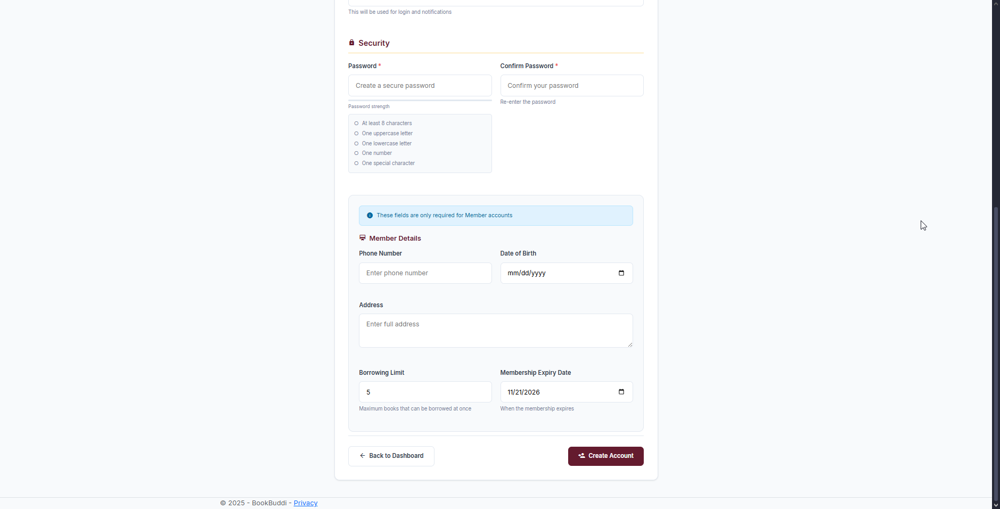 This will be used for login and notifications
Security
Password *
Confirm Password *
Create a secure password
Confirm your password
Password strength
Re-enter the password
At least 8 characters
One uppercase letter
One lowercase letter
One number
One special character
These fields are only required for Member accounts
Member Details
Phone Number
Date of Birth
Enter phone number
mm/dd/yyyy
Address
Enter full address
Borrowing Limit
Membership Expiry Date
5
11/21/2026
Maximum books that can be borrowed at once
When the membership expires
Back to Dashboard
Create Account
© 2025 - BookBuddi - Privacy